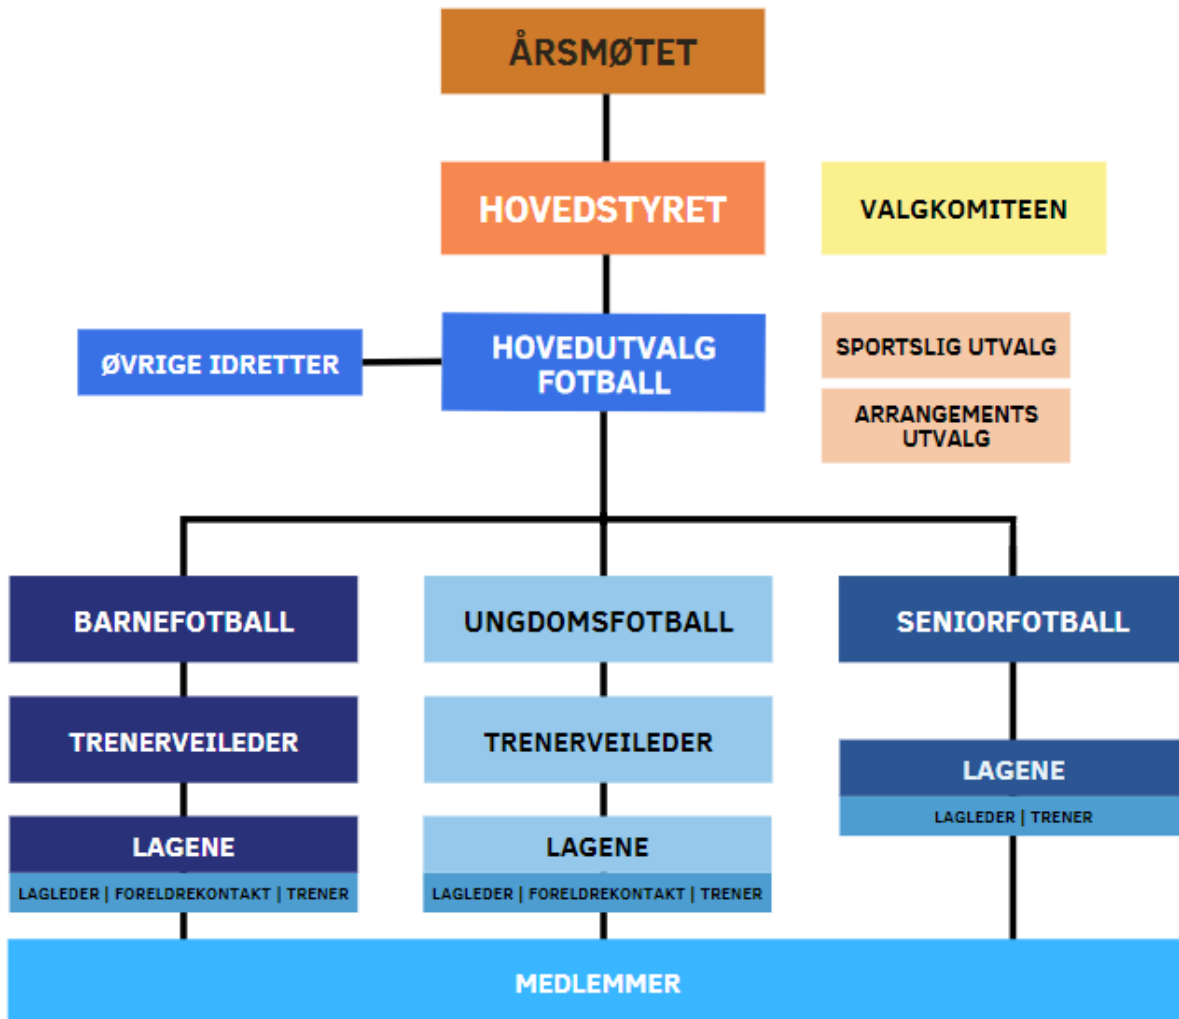 ÅRSMØTET
HOVEDSTYRET
VALGKOMITEEN
ØVRIGE IDRETTER
HOVEDUTVALG
FOTBALL
SPORTSLIG UTVALG
ARRANGEMENTS
UTVALG
BARNEFOTBALL
UNGDOMSFOTBALL
SENIORFOTBALL
TRENERVEILEDER
TRENERVEILEDER
LAGENE
LAGLEDER | TRENER
LAGENE
LAGENE
LAGLEDER | FORELDREKONTAKT | TRENER
LAGLEDER | FORELDREKONTAKT | TRENER
MEDLEMMER